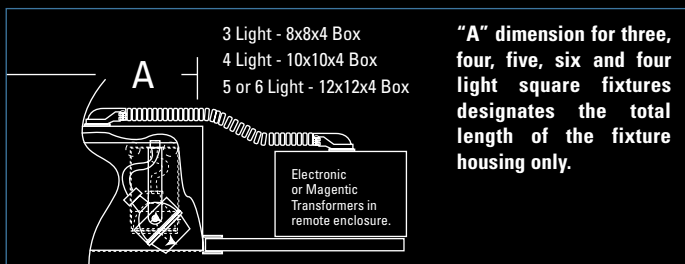 3 Light - 8x8x4 Box
4 Light - 10x10x4 Box
5 or 6 Light - 12x12x4 Box
A
Electronic
or Magentic
Transformers in
remote enclosure.
“A” dimension for three,
four, five, six and four
light square fixtures
designates the total
length of the fixture
housing only.